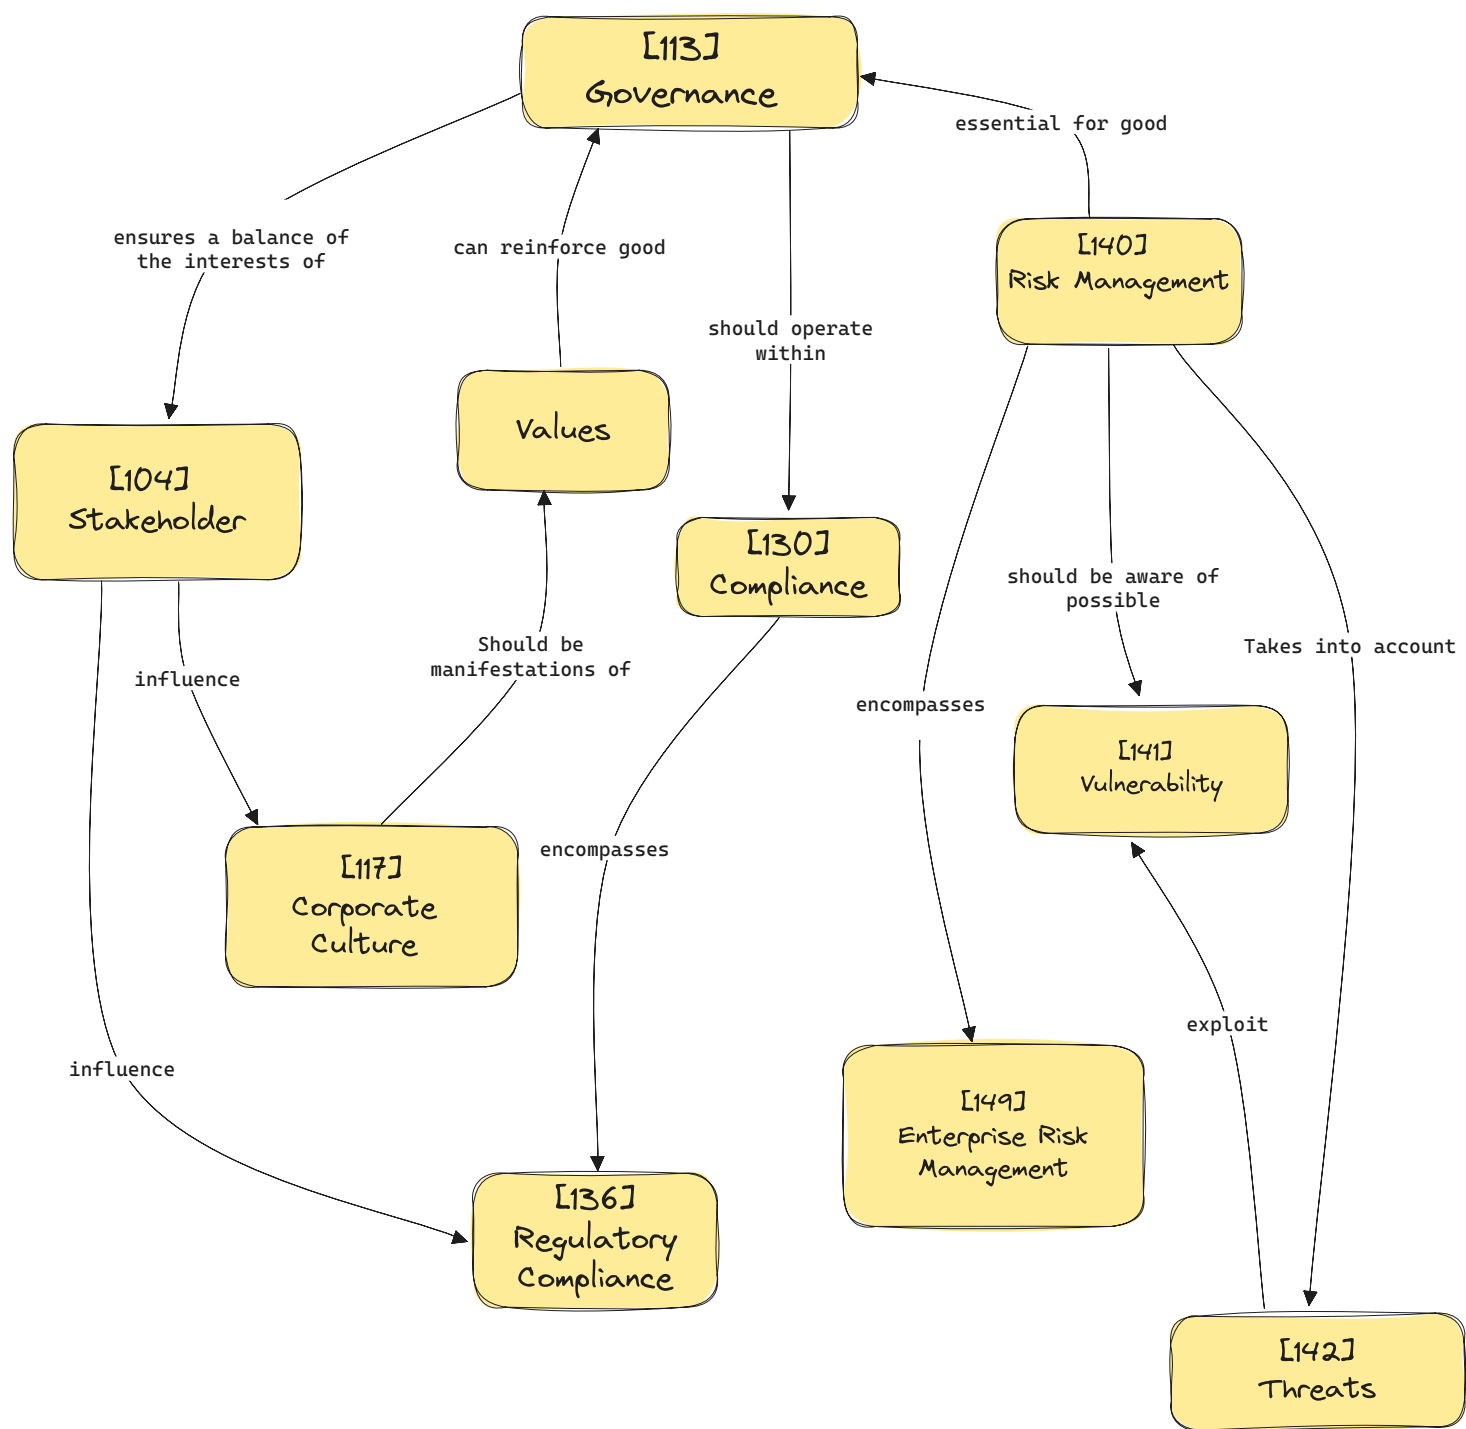 [113]
Governance
essential for good
ensures a balance of
the interests of
can reinforce good
[140]
Risk Management
should operate
within
Values
[104]
Stakeholder
[130]
Compliance
should be aware of
possible
Should be
manifestations of
Takes into account
influence
encompasses
[141]
Vulnerability
encompasses
[117]
Corporate
Culture
exploit
influence
[149]
Enterprise Risk
Management
[136]
Regulatory
Compliance
[142]
Threats